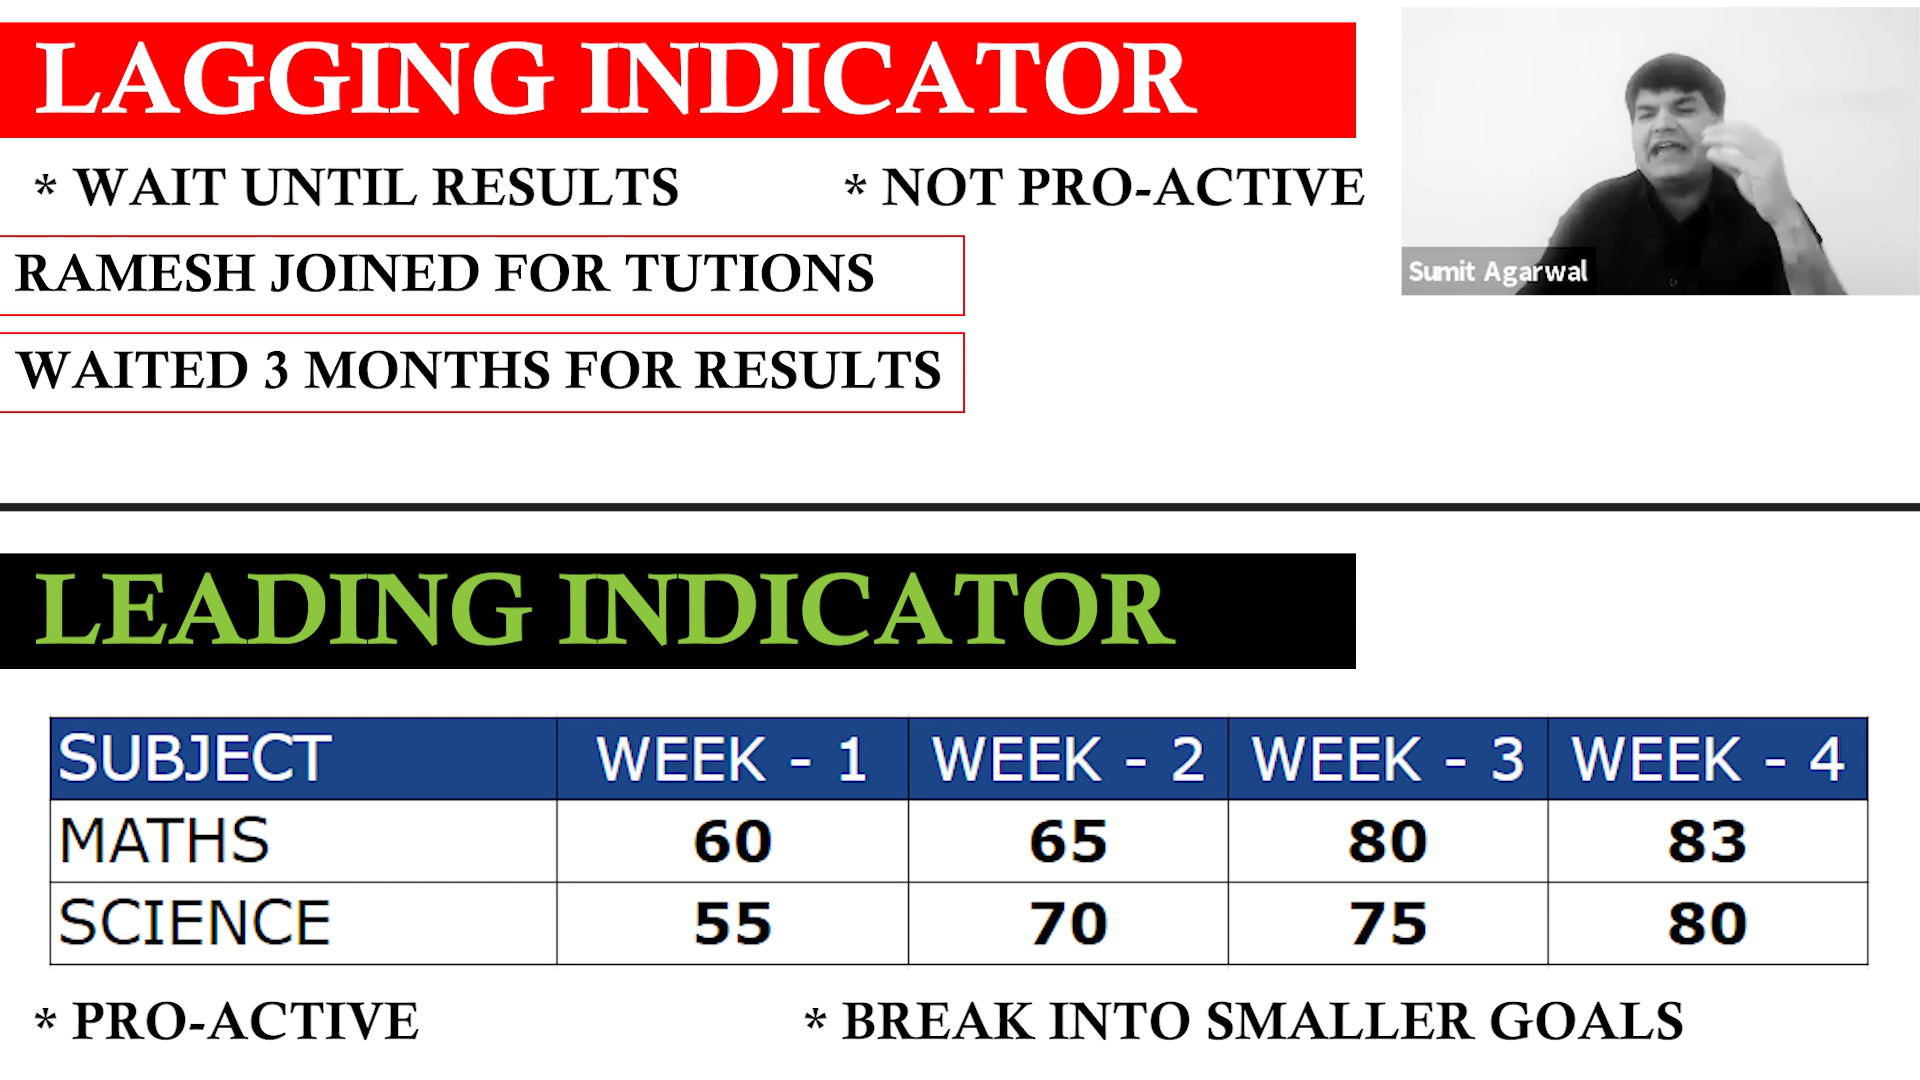 LAGGING INDICATOR
* WAIT UNTIL RESULTS * NOT PRO-ACTIVE
RAMESH JOINED FOR TUTIONS
WAITED 3 MONTHS FOR RESULTS
Sumit Agarwal
LEADING INDICATOR
SUBJECT WEEK - 1 WEEK - 2 WEEK - 3 WEEK - 4
MATHS 60 65 80 83
SCIENCE 55 70 75 80
* PRO-ACTIVE * BREAK INTO SMALLER GOALS